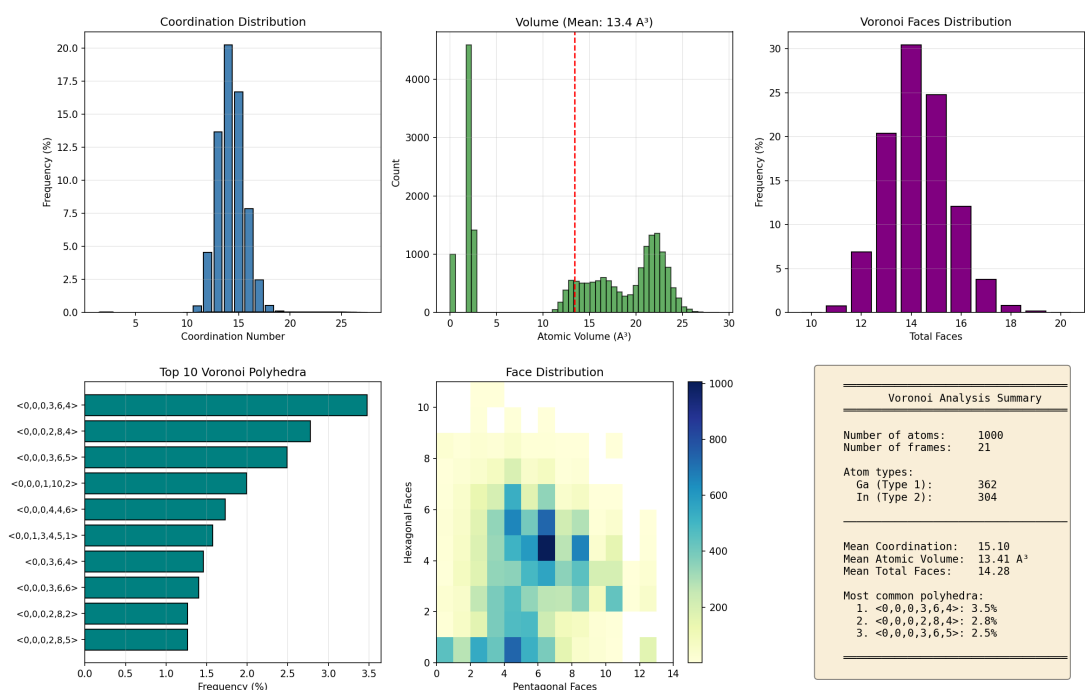 Coordination Distribution
Frequency (%)
20.0
17.5
15.0
12.5
10.0
7.5
5.0
2.5
0.0
5 10 15 20 25
Coordination Number
Volume (Mean: 13.4 A³)
Count
4000
3000
2000
1000
0
0 5 10 15 20 25 30
Atomic Volume (A³)
Voronoi Faces Distribution
Frequency (%)
30
25
20
15
10
5
0
10 12 14 16 18 20
Total Faces
Top 10 Voronoi Polyhedra
<0,0,0,3,6,4>
<0,0,0,2,8,4>
<0,0,0,3,6,5>
<0,0,0,1,10,2>
<0,0,0,4,4,6>
<0,0,1,3,4,5,1>
<0,3,6,4>
<0,0,3,6,6>
<0,0,0,2,8,2>
<0,0,0,2,8,5>
0.0 0.5 1.0 1.5 2.0 2.5 3.0 3.5
Frequency (%)
Face Distribution
Hexagonal Faces
10
8
6
4
2
0
0 2 4 6 8 10 12 14
Pentagonal Faces
1000
800
600
400
200
Voronoi Analysis Summary
Number of atoms: 1000
Number of frames: 21
Atom types:
Ga (Type 1): 362
In (Type 2): 304
Mean Coordination: 15.10
Mean Atomic Volume: 13.41 A³
Mean Total Faces: 14.28
Most common polyhedra:
1. <0,0,0,3,6,4>: 3.5%
2. <0,0,0,2,8,4>: 2.8%
3. <0,0,0,3,6,5>: 2.5%